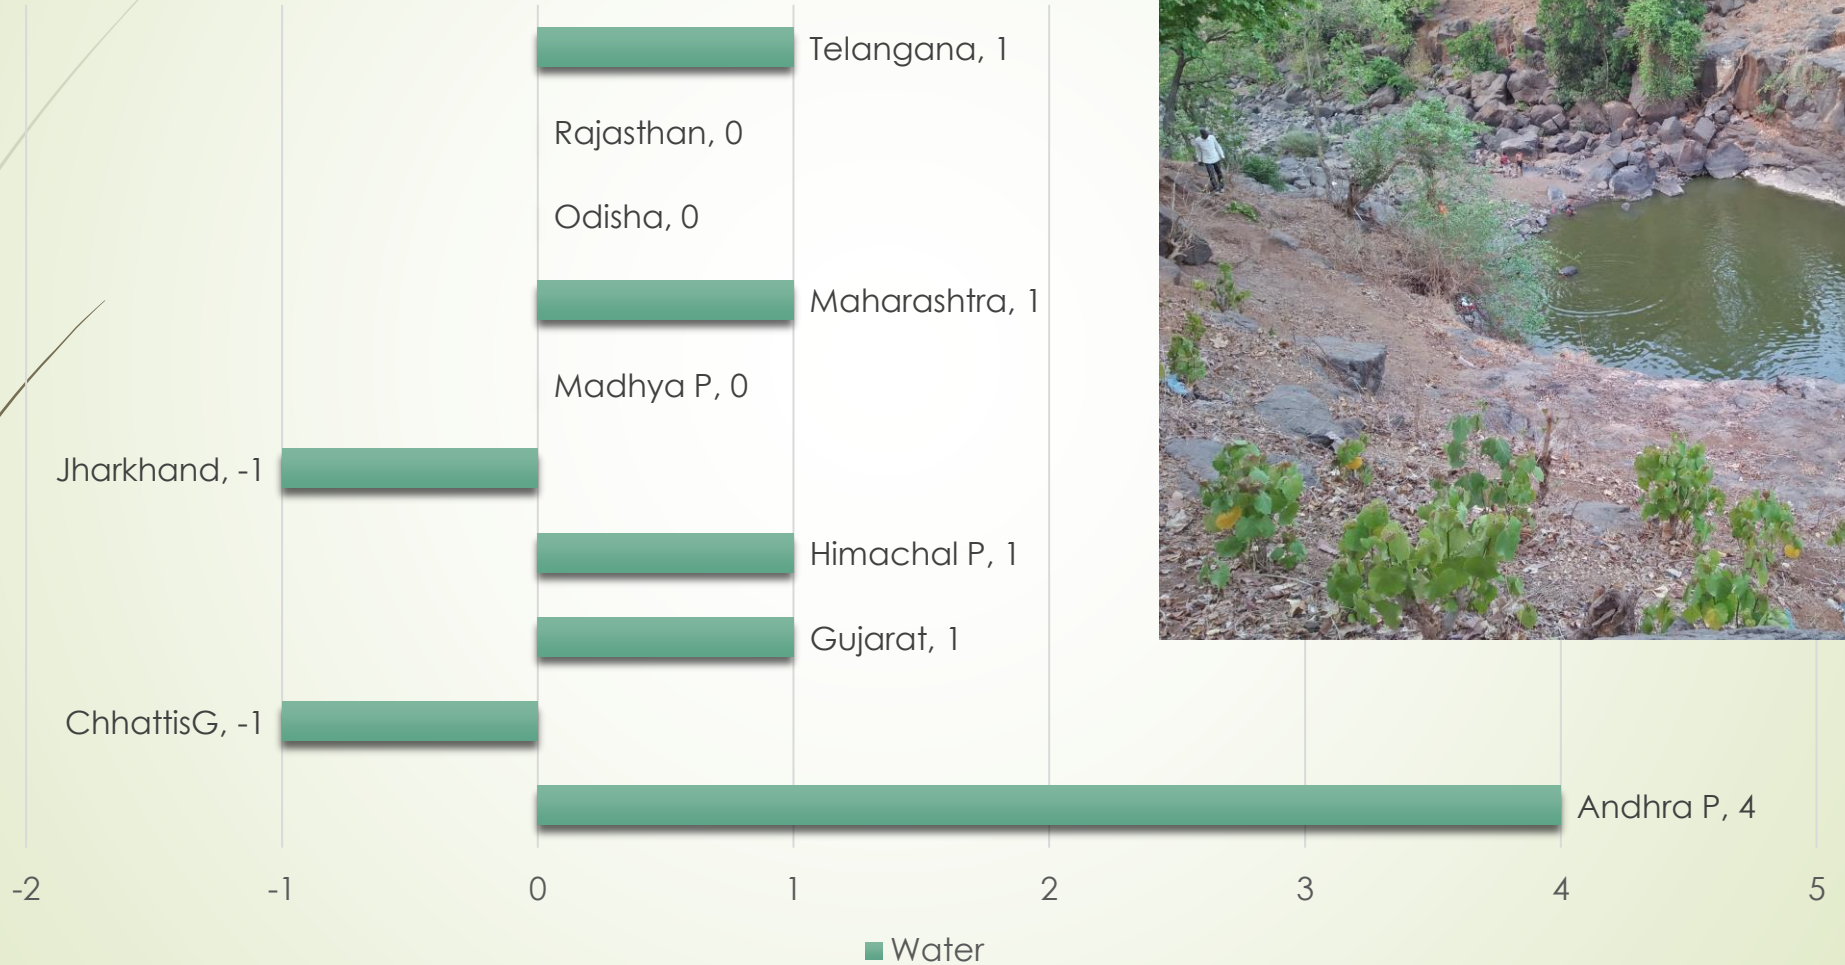 Telangana, 1
Rajasthan, 0
Odisha, 0
Maharashtra, 1
Madhya P, 0
Jharkhand, -1
Himachal P, 1
Gujarat, 1
ChhattisG, -1
Andhra P, 4
-2 -1 0 1 2 3 4 5
Water